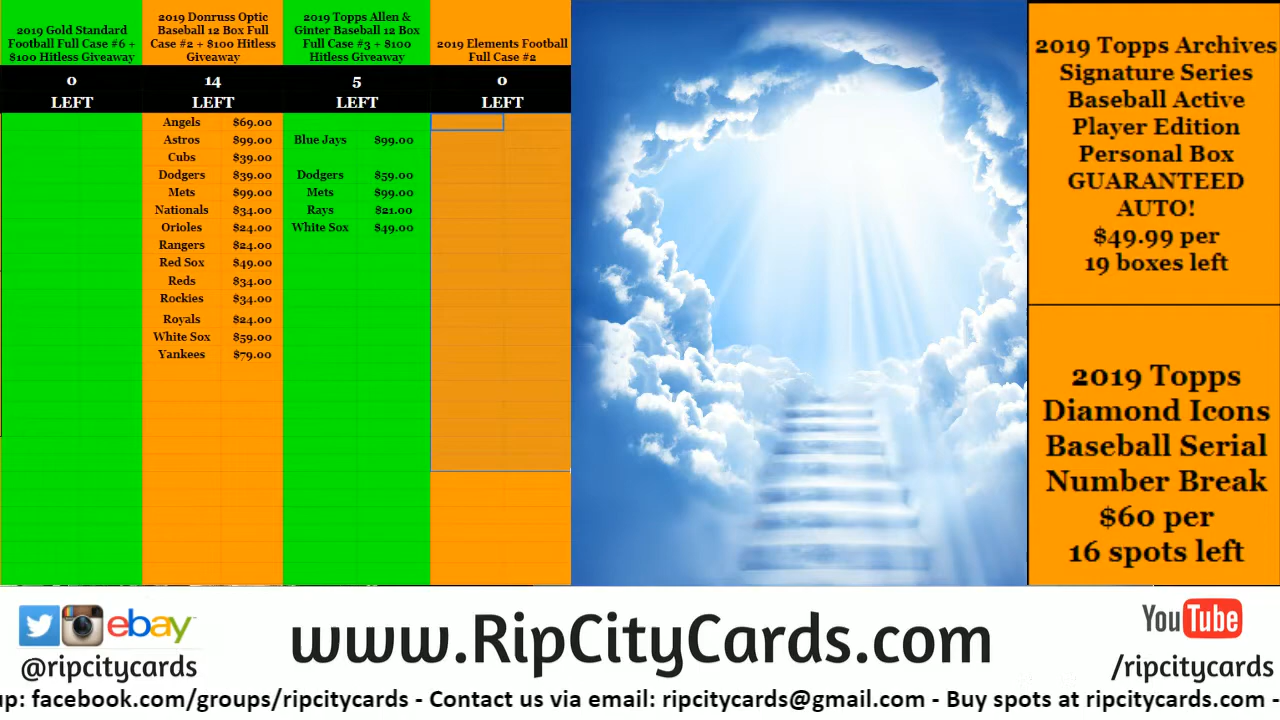 2019 Gold Standard
Football Full Case #6 +
$100 Hitless Giveaway
0
LEFT
2019 Donruss Optic
Baseball 12 Box Full
Case #2 + $100 Hitless
Giveaway
14
LEFT
Angels $69.00
Astros $99.00
Cubs $39.00
Dodgers $39.00
Mets $99.00
Nationals $34.00
Orioles $24.00
Rangers $24.00
Red Sox $49.00
Reds $34.00
Rockies $34.00
Royals $24.00
White Sox $59.00
Yankees $79.00
2019 Topps Allen &
Ginter Baseball 12 Box
Full Case #3 + $100
Hitless Giveaway
5
LEFT
Blue Jays $99.00
Dodgers $59.00
Mets $99.00
Rays $21.00
White Sox $49.00
2019 Elements Football
Full Case #2
0
LEFT
2019 Topps Archives
Signature Series
Baseball Active
Player Edition
Personal Box
GUARANTEED
AUTO!
$49.99 per
19 boxes left
2019 Topps
Diamond Icons
Baseball Serial
Number Break
$60 per
16 spots left
ebay
@ripcitycards
www.RipCityCards.com
YouTube
/ripcitycards
up: facebook.com/groups/ripcitycards - Contact us via email: ripcitycards@gmail.com - Buy spots at ripcitycards.com -